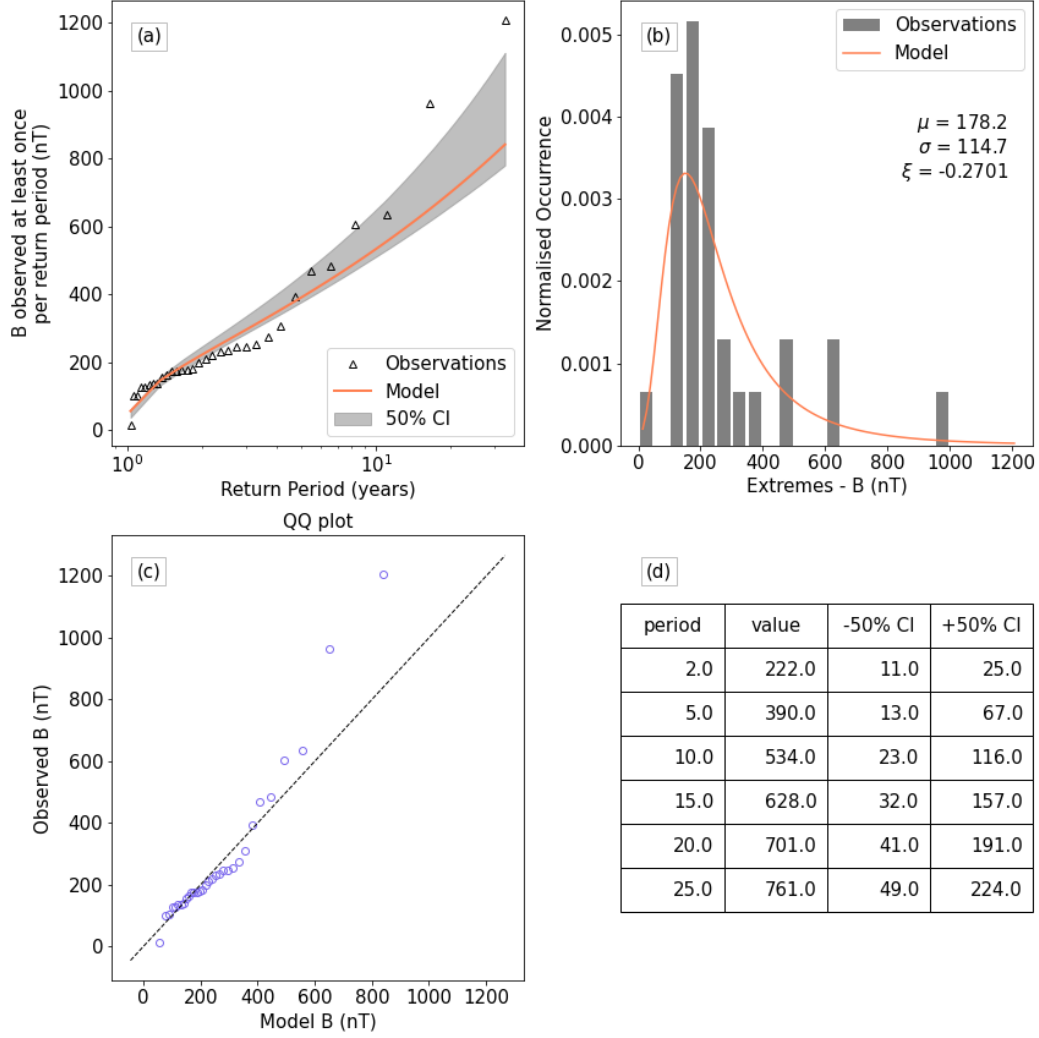 (a)
1200
1000
800
600
400
200
0
B observed at least once
per return period (nT)
Observations
Model
50% CI
10⁰
10¹
Return Period (years)
(b)
Observations
Model
μ = 178.2
σ = 114.7
ξ = -0.2701
0.005
0.004
0.003
0.002
0.001
0.000
Normalised Occurrence
0 200 400 600 800 1000 1200
Extremes - B (nT)
QQ plot
(c)
1200
1000
800
600
400
200
0
Observed B (nT)
0 200 400 600 800 1000 1200
Model B (nT)
(d)
period value -50% CI +50% CI
2.0 222.0 11.0 25.0
5.0 390.0 13.0 67.0
10.0 534.0 23.0 116.0
15.0 628.0 32.0 157.0
20.0 701.0 41.0 191.0
25.0 761.0 49.0 224.0